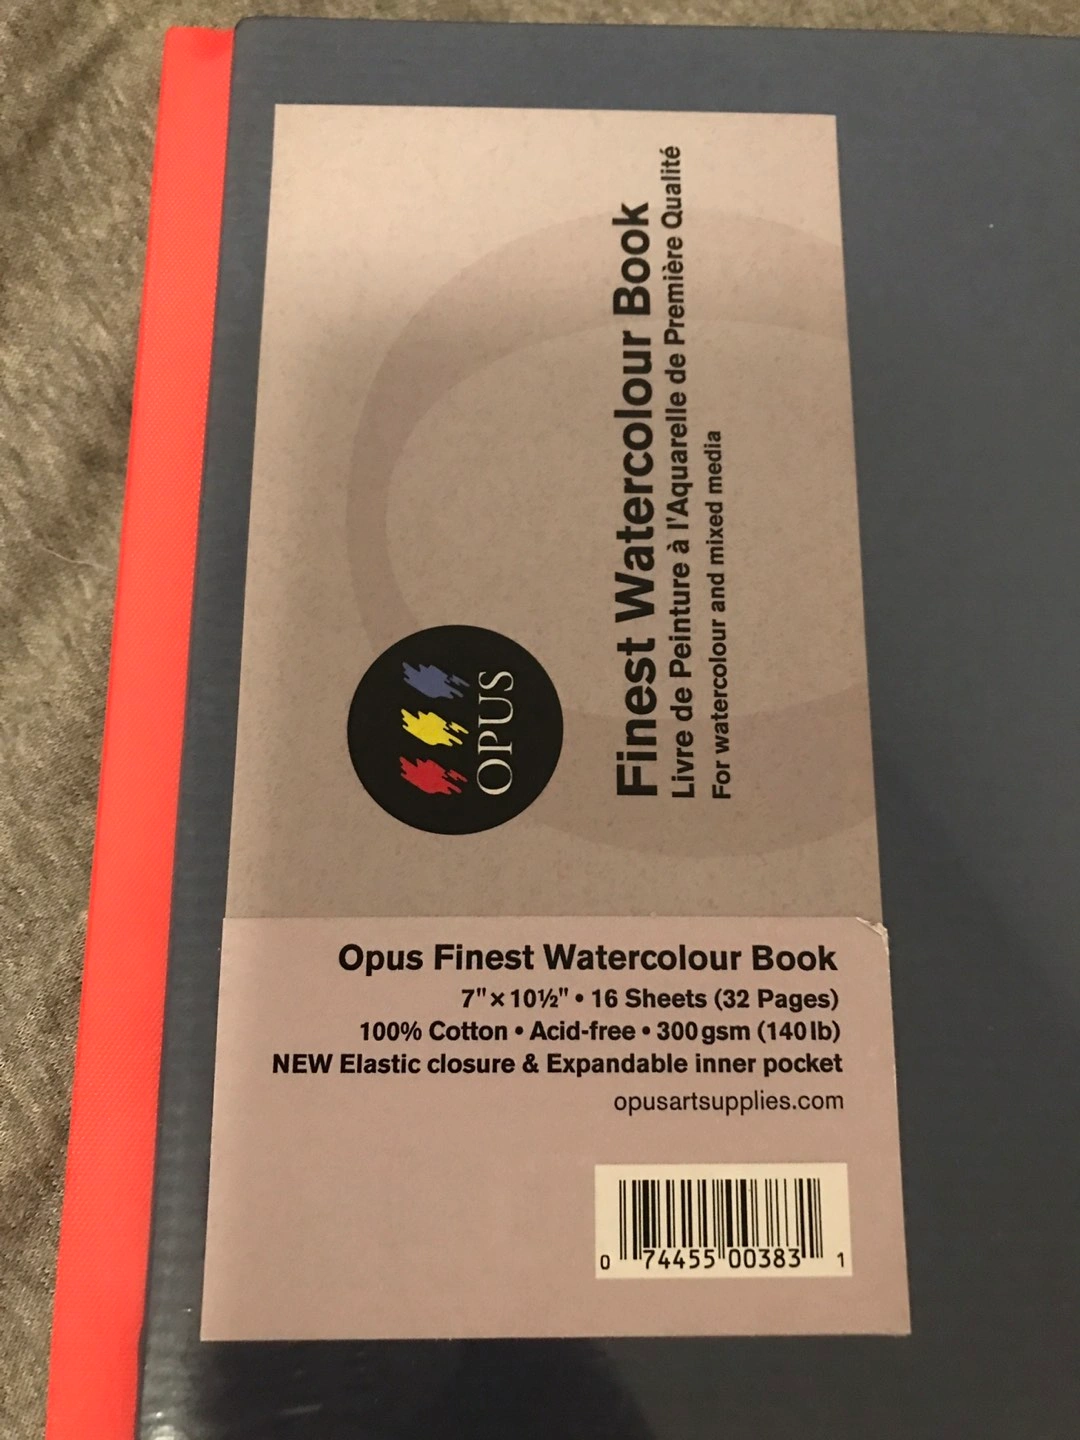 OPUS
Finest Watercolour Book
Livre de Peinture à l'Aquarelle de Première Qualité
For watercolour and mixed media
Opus Finest Watercolour Book
7" × 10½" • 16 Sheets (32 Pages)
100% Cotton • Acid-free • 300 gsm (140 lb)
NEW Elastic closure & Expandable inner pocket
opusartsupplies.com
0 74455 00383 1